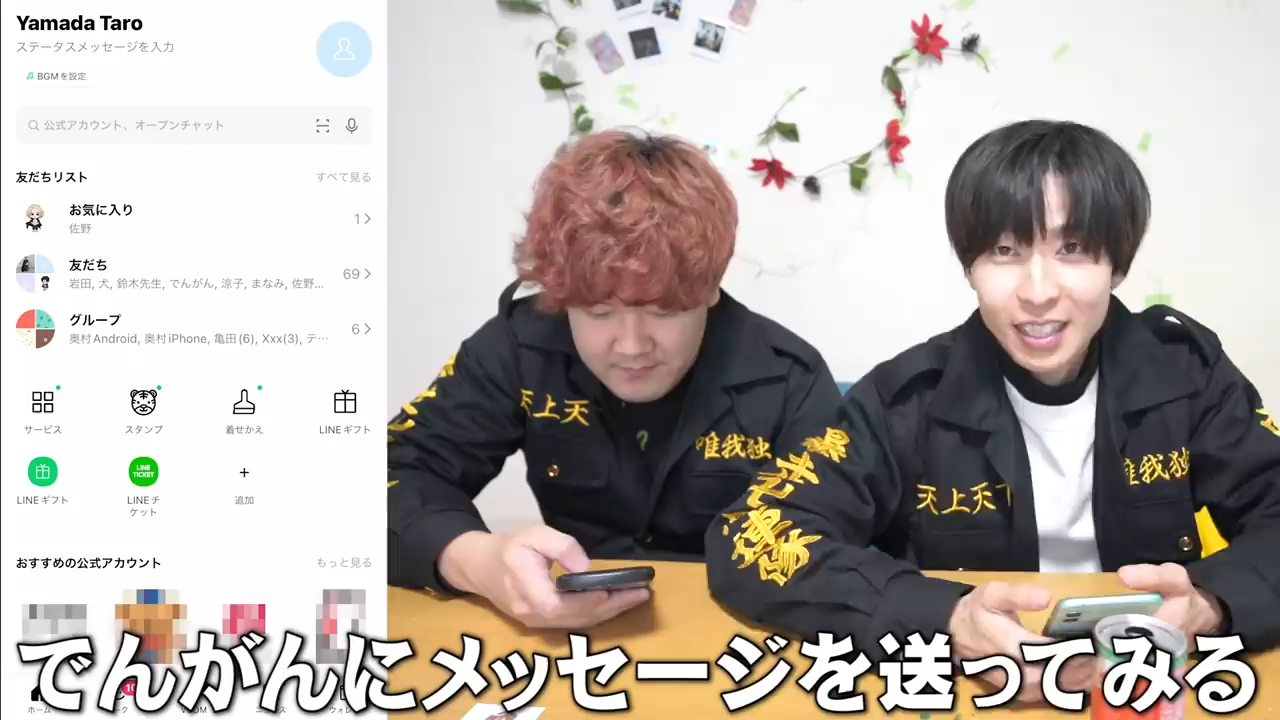 Yamada Taro
ステータスメッセージを入力
BGMを設定
公式アカウント、オープンチャット
友だちリスト
すべて見る
お気に入り
佐野
1
友だち
岩田, 犬, 鈴木先生, でんがん, 涼子, まなみ, 佐野...
69
グループ
奥村Android, 奥村iPhone, 亀田(6), Xxx(3), テ...
6
サービス
スタンプ
着せかえ
LINEギフト
LINE
TICKET
LINEギフト
LINEチ
ケット
追加
おすすめの公式アカウント
もっと見る
天上天
唯我独
天上天下
唯我独
でんがんにメッセージを送ってみる
ホーム